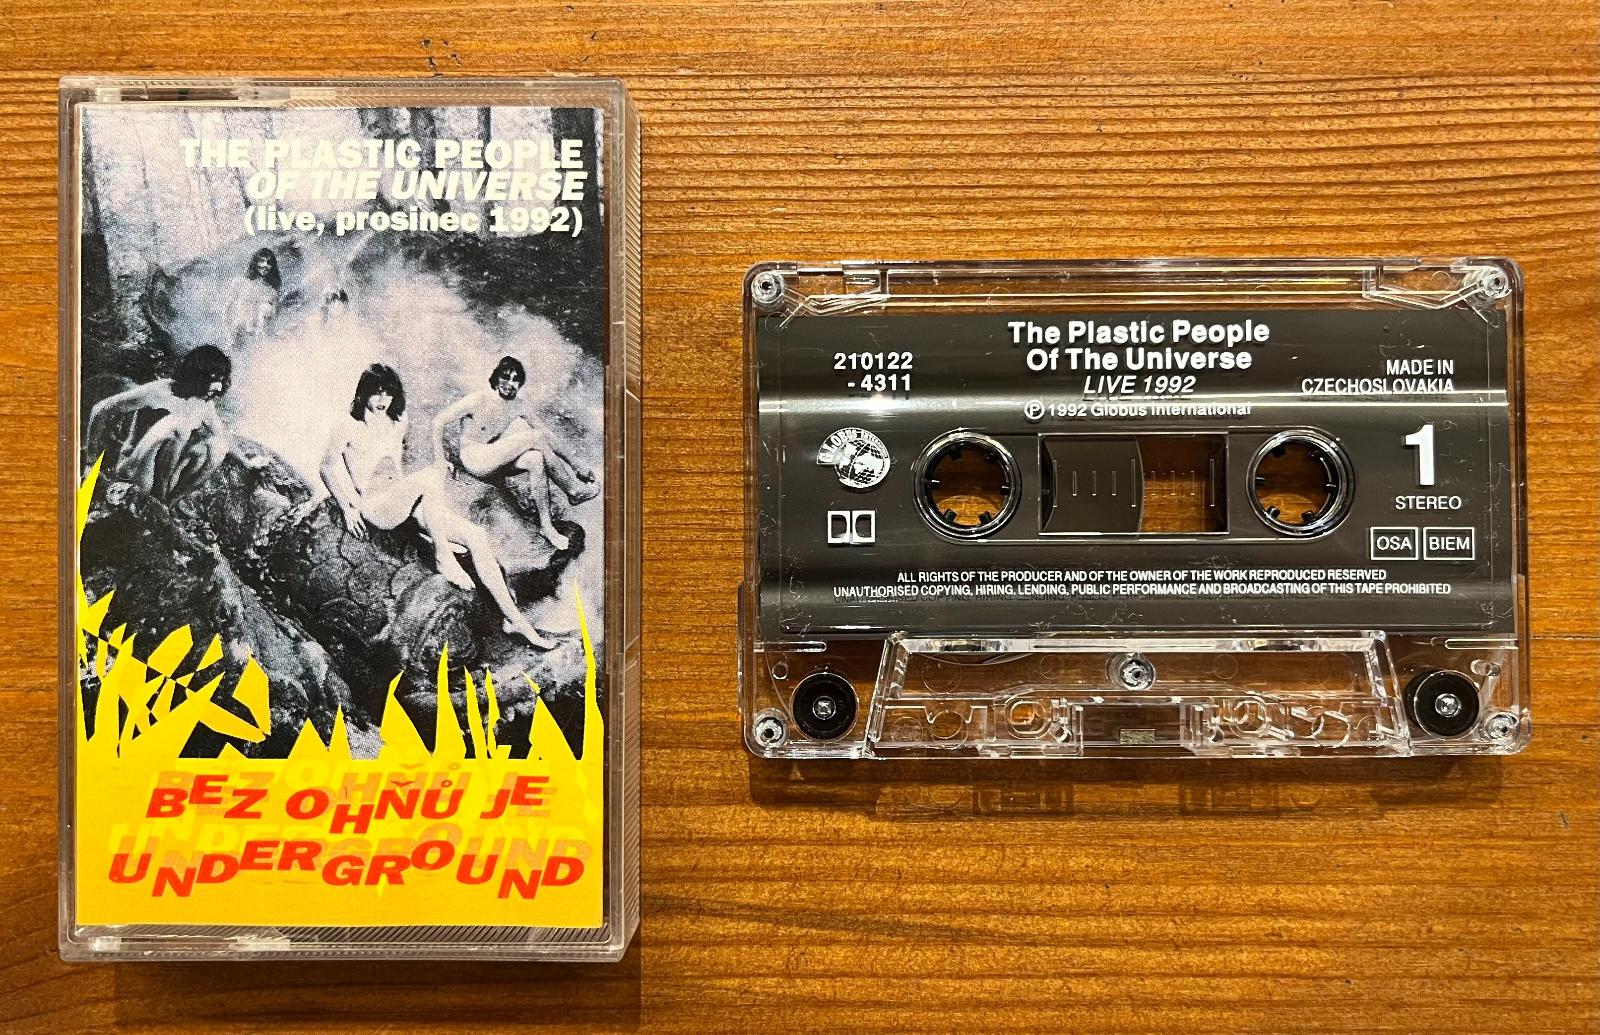 THE PLASTIC PEOPLE
OF THE UNIVERSE
(live, prosinec 1992)
BEZ OHŇŮ JE
UNDERGROUND
The Plastic People
Of The Universe
LIVE 1992
Ⓟ 1992 Globus International
210122
- 4311
MADE IN
CZECHOSLOVAKIA
GLOBUS INTERNATIONAL
1
STEREO
OSA BIEM
ALL RIGHTS OF THE PRODUCER AND OF THE OWNER OF THE WORK REPRODUCED RESERVED
UNAUTHORISED COPYING, HIRING, LENDING, PUBLIC PERFORMANCE AND BROADCASTING OF THIS TAPE PROHIBITED